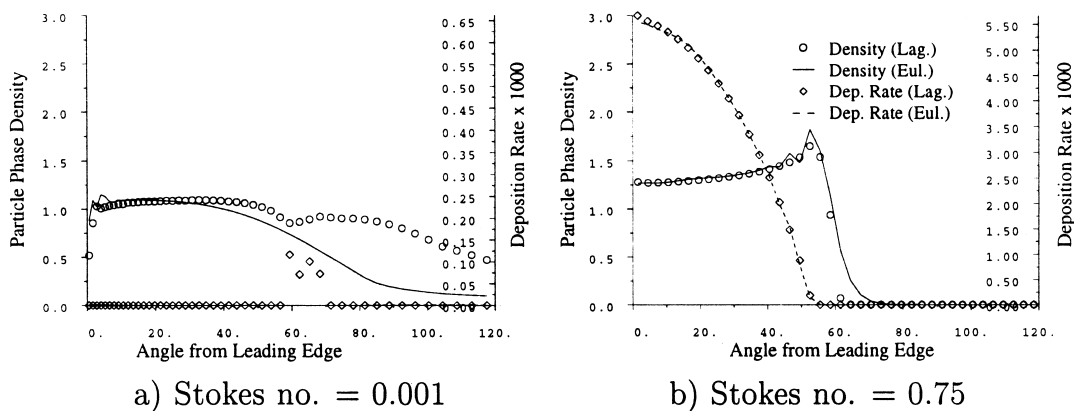 3.0
2.5
2.0
1.5
1.0
0.5
0.0
Particle Phase Density
0.65
0.60
0.55
0.50
0.45
0.40
0.35
0.30
0.25
0.20
0.15
0.10
0.05
Deposition Rate x 1000
0. 20. 40. 60. 80. 100. 120.
Angle from Leading Edge
a) Stokes no. = 0.001
3.0
2.5
2.0
1.5
1.0
0.5
0.0
Particle Phase Density
Density (Lag.)
Density (Eul.)
Dep. Rate (Lag.)
Dep. Rate (Eul.)
5.50
5.00
4.50
4.00
3.50
3.00
2.50
2.00
1.50
1.00
0.50
Deposition Rate x 1000
0. 20. 40. 60. 80. 100. 120.
Angle from Leading Edge
b) Stokes no. = 0.75